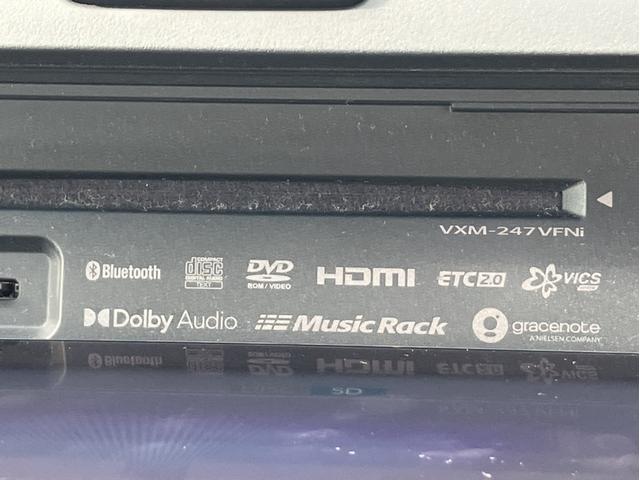 VXM-247VFNi
Bluetooth COMPACT disc DIGITAL AUDIO TEXT DVD ROM/VIDEO HDMI ETC2.0 VICS
Dolby Audio Music Rack gracenote A NIELSEN COMPANY
Bluetooth
SD